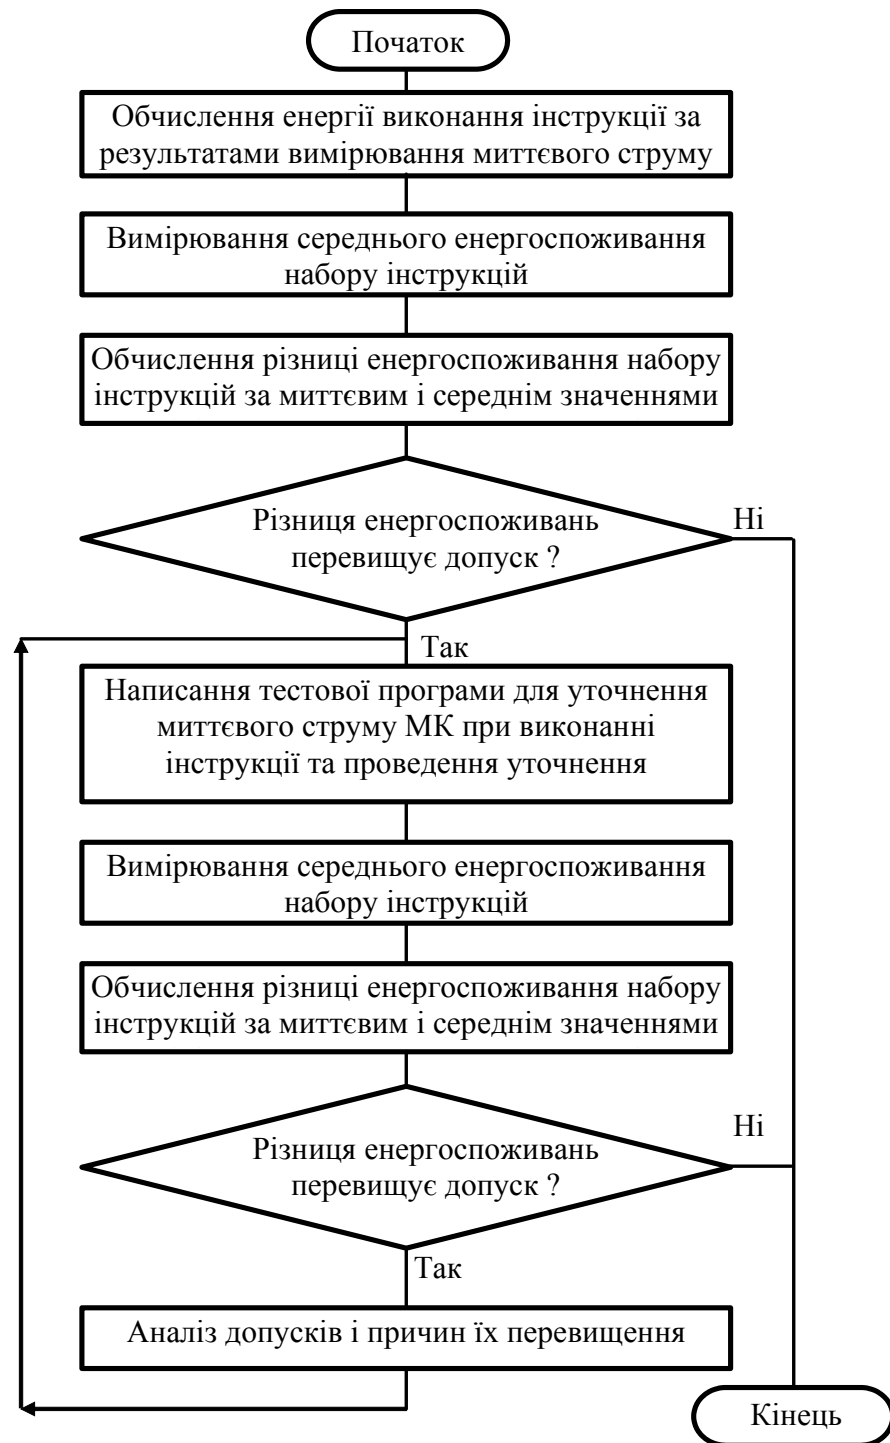 Початок
Обчислення енергії виконання інструкції за
результатами вимірювання миттєвого струму
Вимірювання середнього енергоспоживання
набору інструкцій
Обчислення різниці енергоспоживання набору
інструкцій за миттєвим і середнім значеннями
Різниця енергоспоживань
перевищує допуск ?
Ні
Так
Написання тестової програми для уточнення
миттєвого струму МК при виконанні
інструкції та проведення уточнення
Вимірювання середнього енергоспоживання
набору інструкцій
Обчислення різниці енергоспоживання набору
інструкцій за миттєвим і середнім значеннями
Різниця енергоспоживань
перевищує допуск ?
Ні
Так
Аналіз допусків і причин їх перевищення
Кінець